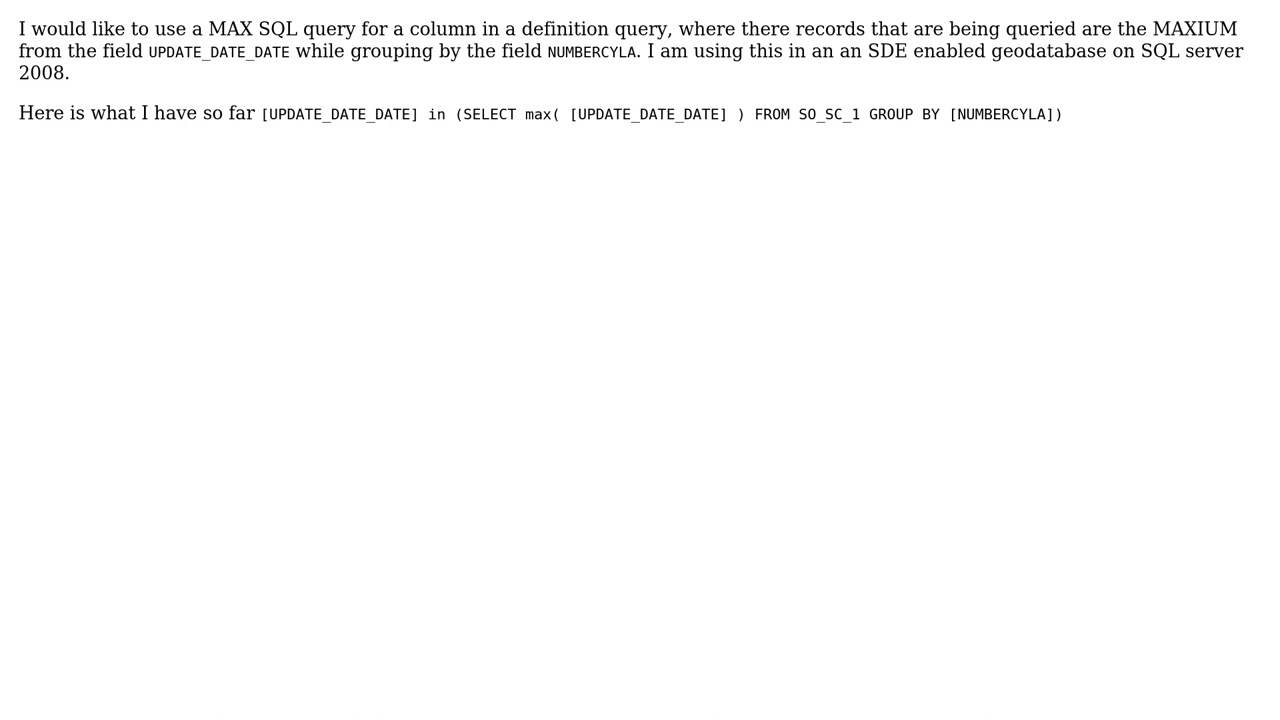 I would like to use a MAX SQL query for a column in a definition query, where there records that are being queried are the MAXIUM
from the field UPDATE_DATE_DATE while grouping by the field NUMBERCYLA. I am using this in an an SDE enabled geodatabase on SQL server
2008.
Here is what I have so far [UPDATE_DATE_DATE] in (SELECT max( [UPDATE_DATE_DATE] ) FROM SO_SC_1 GROUP BY [NUMBERCYLA])